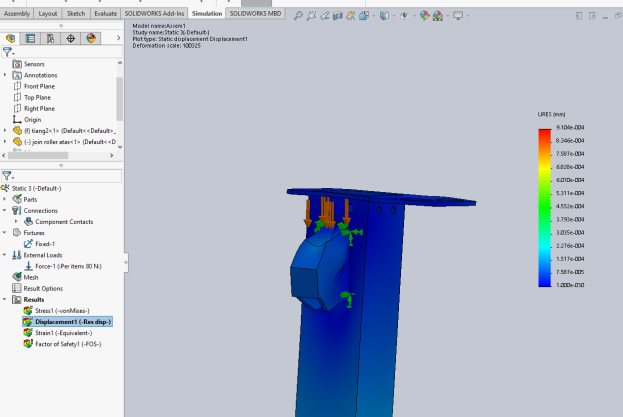 Assembly Layout Sketch Evaluate SOLIDWORKS Add-Ins Simulation SOLIDWORKS MBD
Model name:Assem1
Study name:Static 3(-Default-)
Plot type: Static displacement Displacement1
Deformation scale: 100325
Sensors
Annotations
Front Plane
Top Plane
Right Plane
Origin
(f) tiang2<1> (Default<<Default>_
(-) join roller atas<1> (Default<<D
Static 3 (-Default-)
Parts
Connections
Component Contacts
Fixtures
Fixed-1
External Loads
Force-1 (:Per item: 80 N:)
Mesh
Result Options
Results
Stress1 (-vonMises-)
Displacement1 (-Res disp-)
Strain1 (-Equivalent-)
Factor of Safety1 (-FOS-)
URES (mm)
9.104e-004
8.346e-004
7.587e-004
6.828e-004
6.070e-004
5.311e-004
4.552e-004
3.793e-004
3.035e-004
2.276e-004
1.517e-004
7.587e-005
1.000e-030